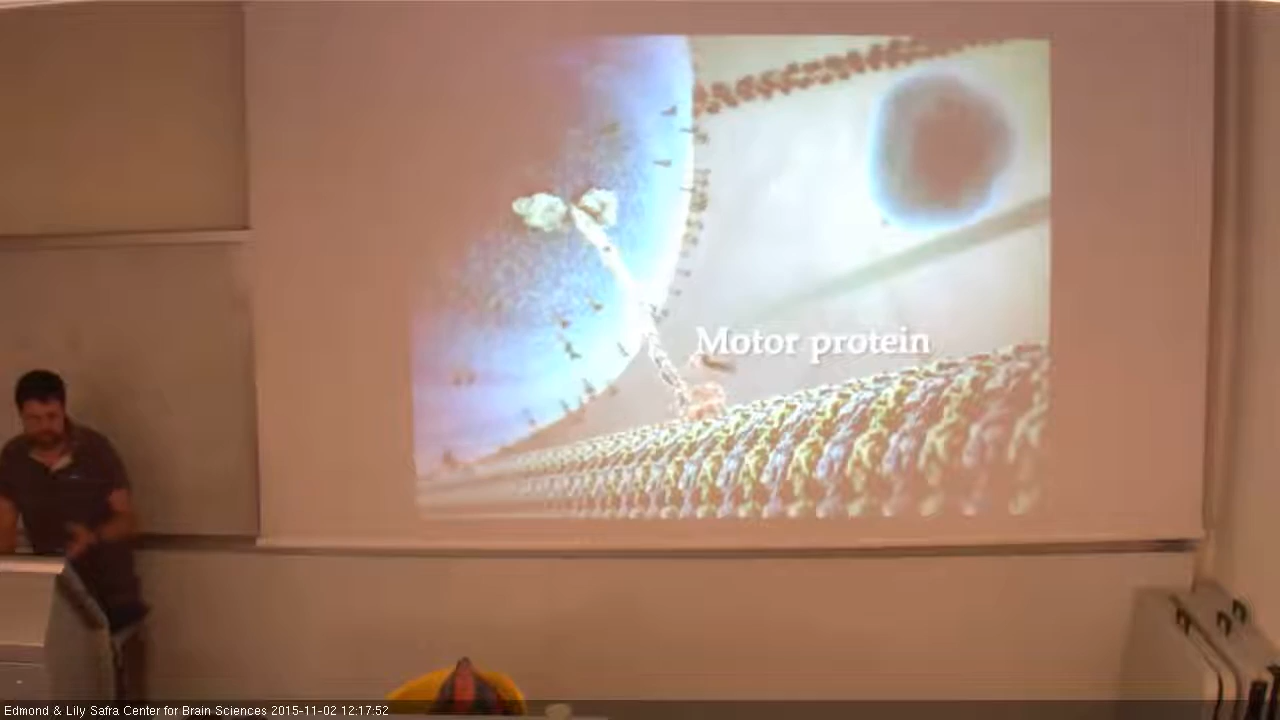 Motor protein
Edmond & Lily Safra Center for Brain Sciences 2015-11-02 12:17:52